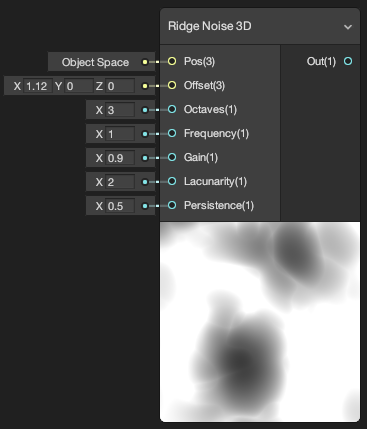 Ridge Noise 3D
Object Space Pos(3) Out(1)
X 1.12 Y 0 Z 0 Offset(3)
X 3 Octaves(1)
X 1 Frequency(1)
X 0.9 Gain(1)
X 2 Lacunarity(1)
X 0.5 Persistence(1)